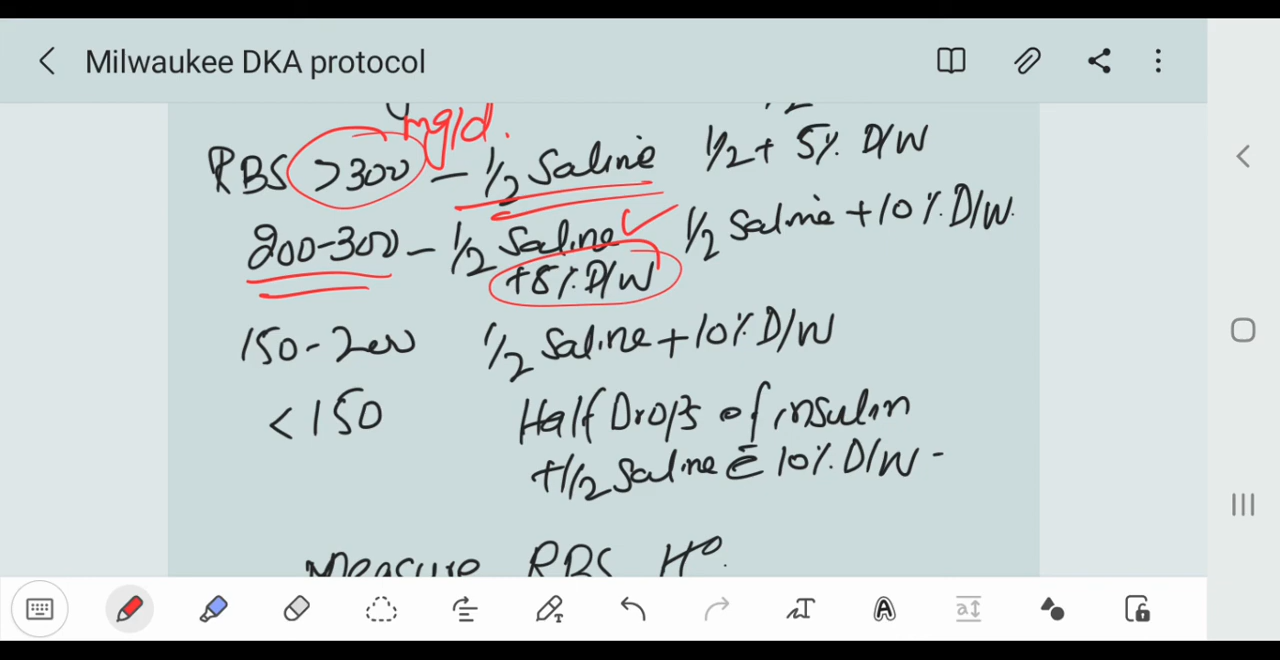 Milwaukee DKA protocol
mg/d.
RBS >300 - 1/2 Saline 1/2 + 5% D/W
200-300 - 1/2 Saline 1/2 Saline + 10% D/W.
+5% D/W
150-200 1/2 Saline + 10% D/W
<150 Half Drops of insulin
+1/2 Saline c̄ 10% D/W -
Measure RBS H°